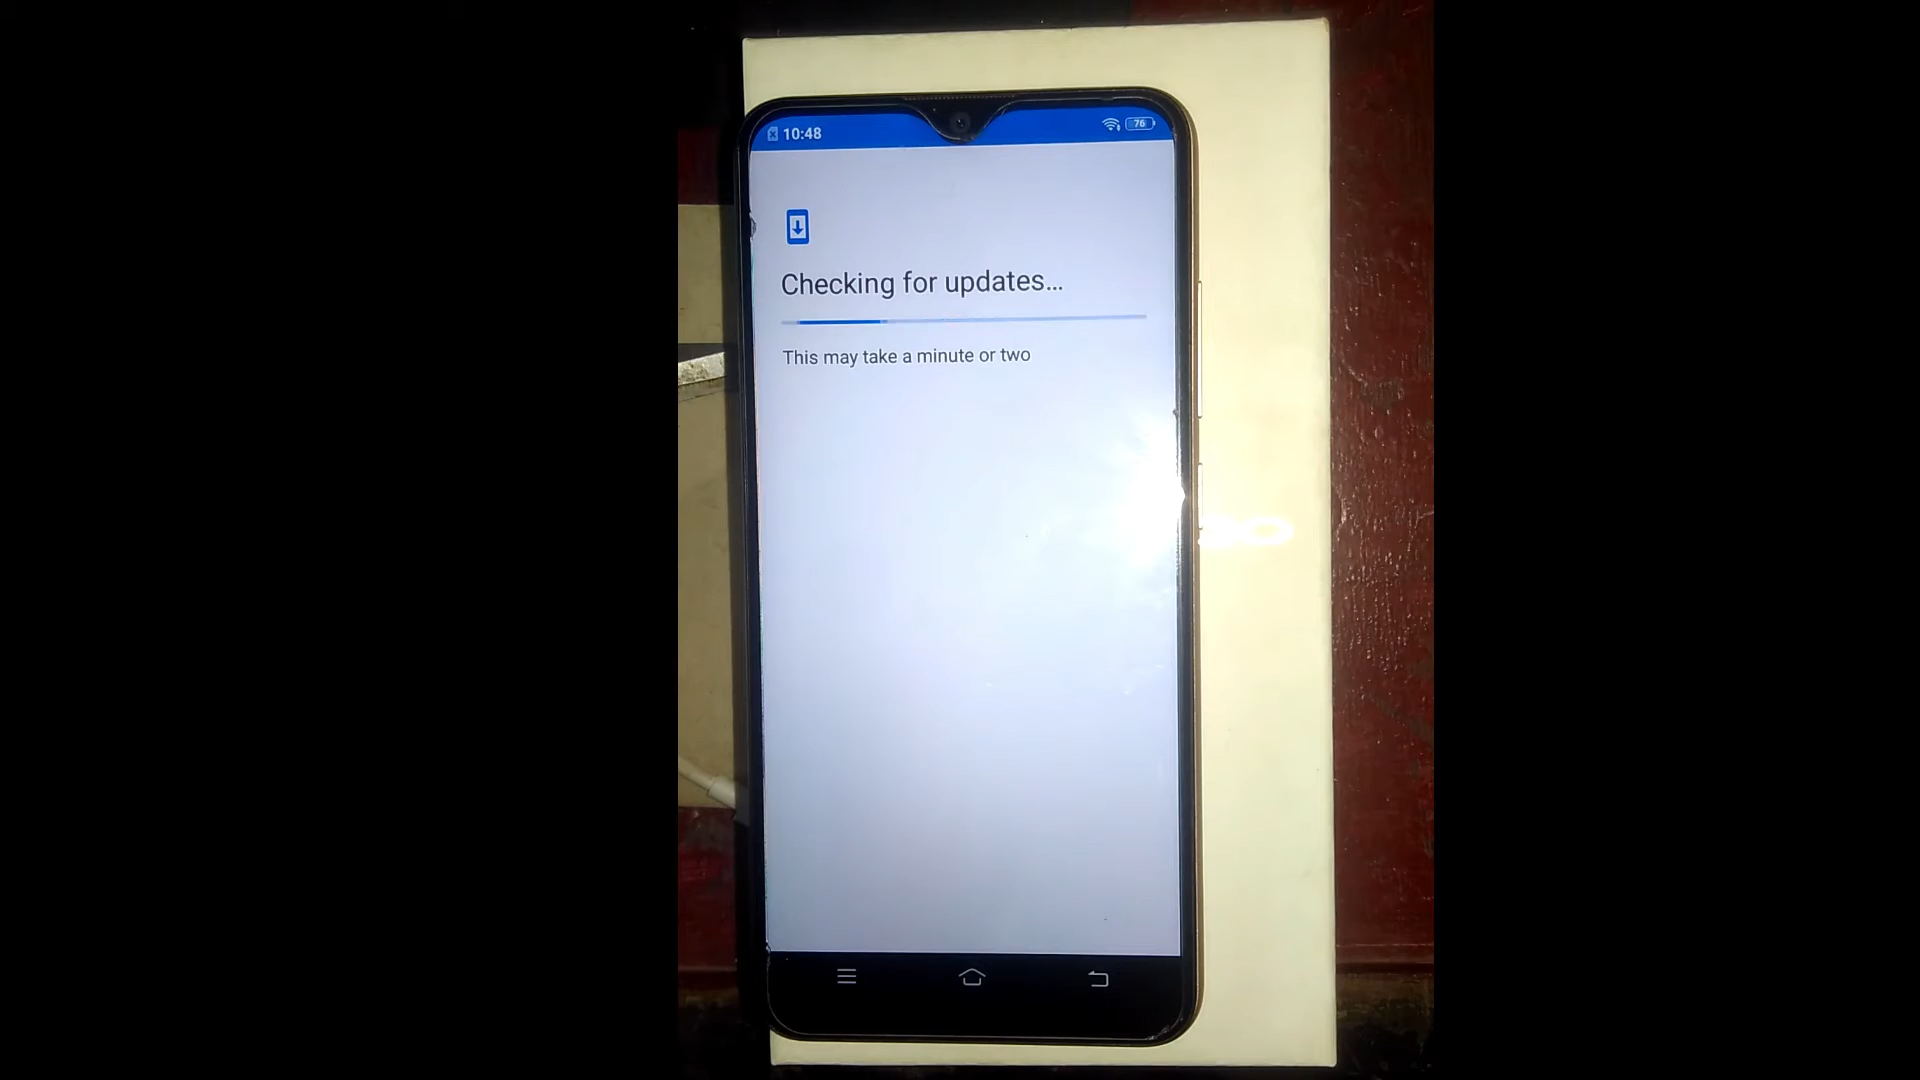 10:48
76
Checking for updates...
This may take a minute or two